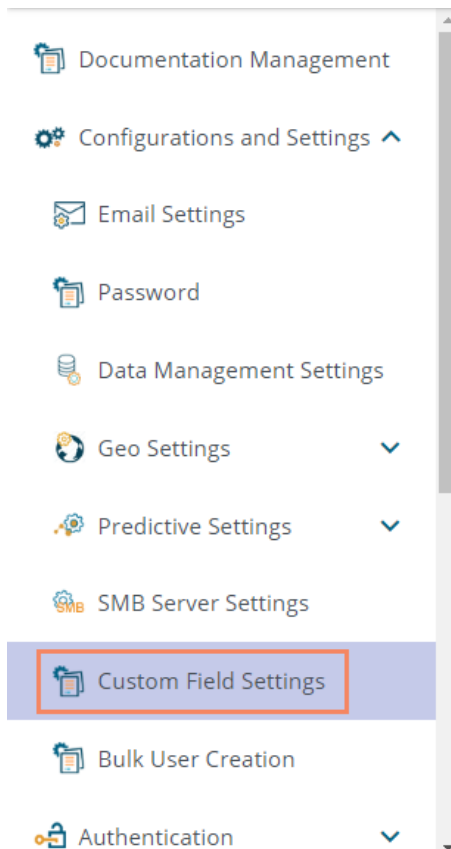 Documentation Management
Configurations and Settings
Email Settings
Password
Data Management Settings
Geo Settings
Predictive Settings
SMB SMB Server Settings
Custom Field Settings
Bulk User Creation
Authentication